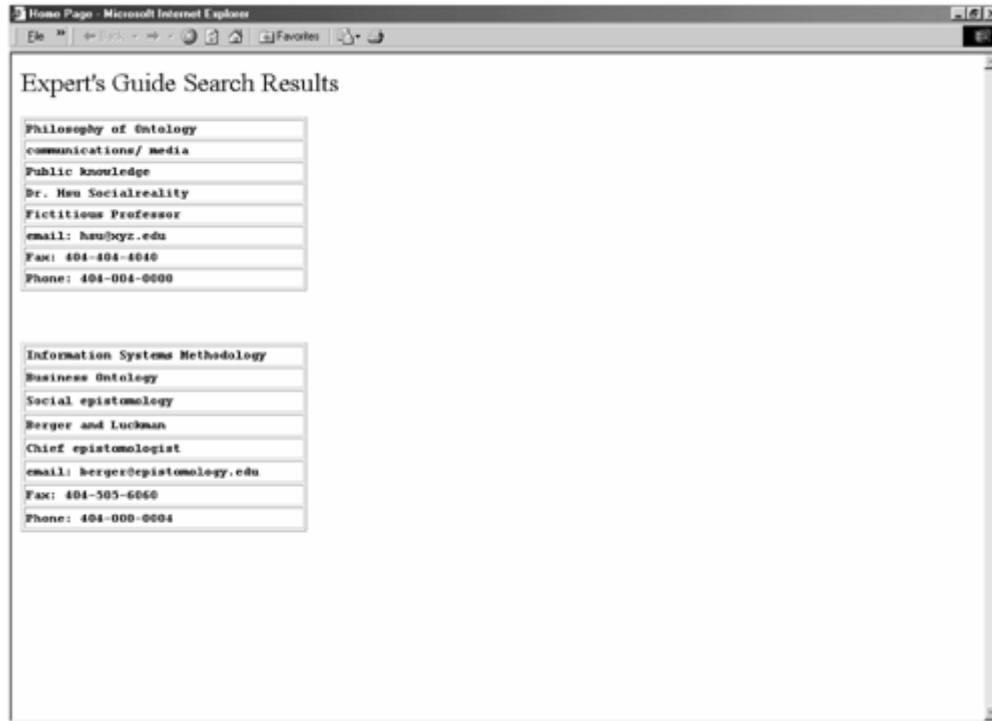 Home Page - Microsoft Internet Explorer
File » Back Favorites
Expert's Guide Search Results
Philosophy of Ontology
communications/ media
Public knowledge
Dr. Hsu Socialreality
Fictitious Professor
email: hsu@xyz.edu
Fax: 404-404-4040
Phone: 404-004-0000
Information Systems Methodology
Business Ontology
Social epistomology
Berger and Luckman
Chief epistomologist
email: berger@epistomology.edu
Fax: 404-505-6060
Phone: 404-000-0004